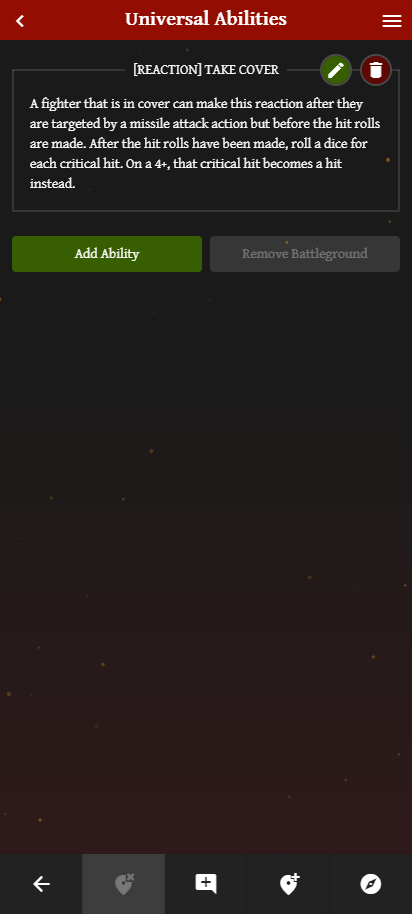 Universal Abilities
[REACTION] TAKE COVER
A fighter that is in cover can make this reaction after they
are targeted by a missile attack action but before the hit rolls
are made. After the hit rolls have been made, roll a dice for
each critical hit. On a 4+, that critical hit becomes a hit
instead.
Add Ability
Remove Battleground